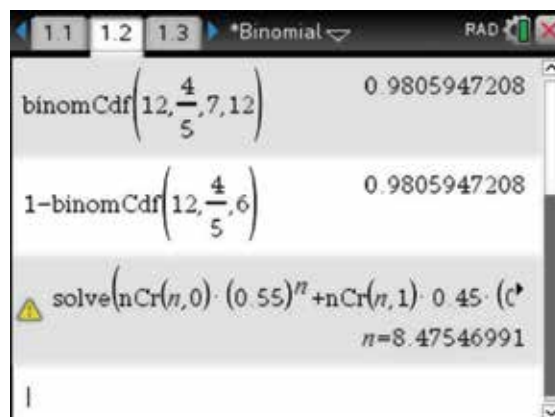 1.1 1.2 1.3 *Binomial RAD
binomCdf(12,4/5,7,12) 0.9805947208
1−binomCdf(12,4/5,6) 0.9805947208
solve(nCr(n,0)·(0.55)^n+nCr(n,1)·0.45·(0
n=8.47546991